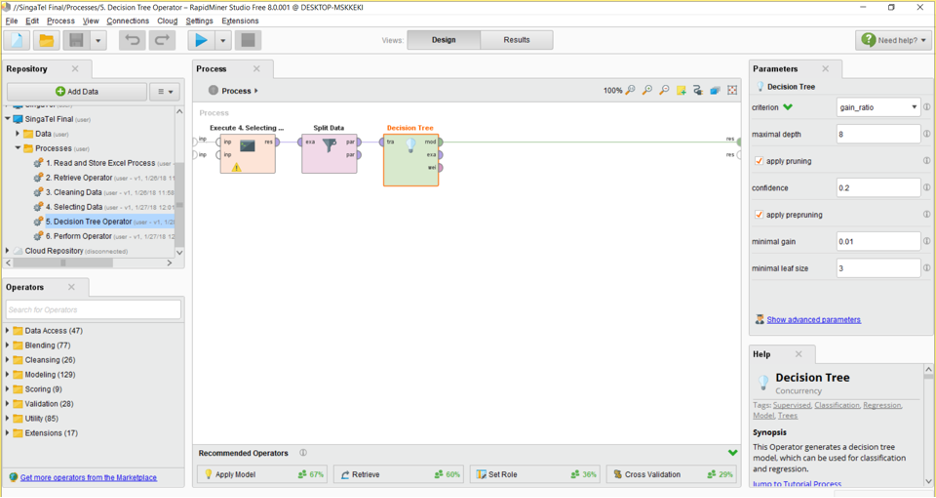 //SingaTel Final/Processes/5. Decision Tree Operator – RapidMiner Studio Free 8.0.001 @ DESKTOP-MSKKEKI
File Edit Process View Connections Cloud Settings Extensions
Views: Design Results Need help?
Repository
Add Data
SingaTel Final (user)
Data (user)
Processes (user)
1. Read and Store Excel Process (user
2. Retrieve Operator (user - v1, 1/26/18
3. Cleaning Data (user - v1, 1/26/18 11:58
4. Selecting Data (user - v1, 1/27/18 12:01
5. Decision Tree Operator (user - v1, 1/2
6. Perform Operator (user - v1, 1/27/18 12
Cloud Repository (disconnected)
Operators
Search for Operators
Data Access (47)
Blending (77)
Cleansing (26)
Modeling (129)
Scoring (9)
Validation (28)
Utility (85)
Extensions (17)
Get more operators from the Marketplace
Process
Process
100%
Process
Execute 4. Selecting ... Split Data Decision Tree
inp inp res exa par tra mod res
inp inp par exa res
wei
Recommended Operators
Apply Model 67% Retrieve 60% Set Role 36% Cross Validation 29%
Parameters
Decision Tree
criterion gain_ratio
maximal depth 8
apply pruning
confidence 0.2
apply prepruning
minimal gain 0.01
minimal leaf size 3
Show advanced parameters
Help
Decision Tree
Concurrency
Tags: Supervised, Classification, Regression,
Model, Trees
Synopsis
This Operator generates a decision tree
model, which can be used for classification
and regression.
Jump to Tutorial Process